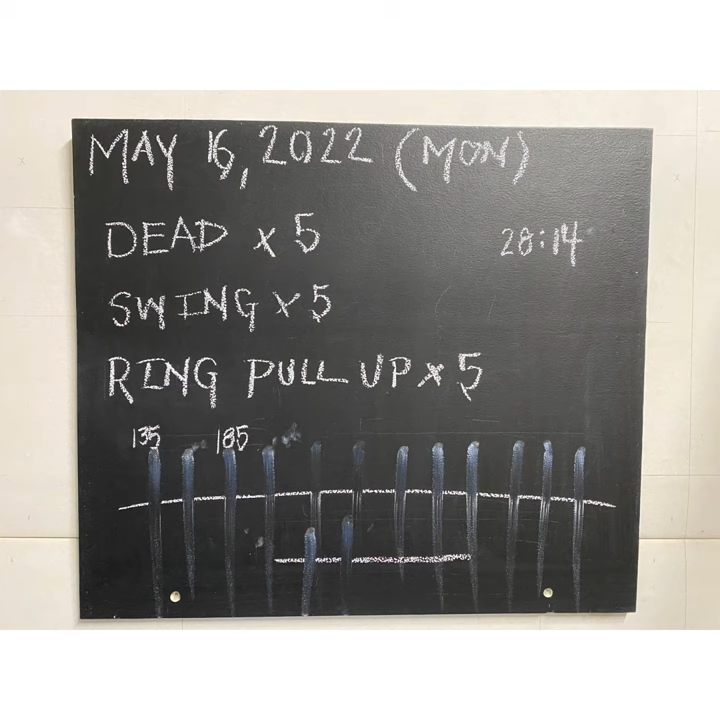 MAY 16, 2022 (MON)
DEAD x 5
28:14
SWING x 5
RING PULL UP x 5
135 185